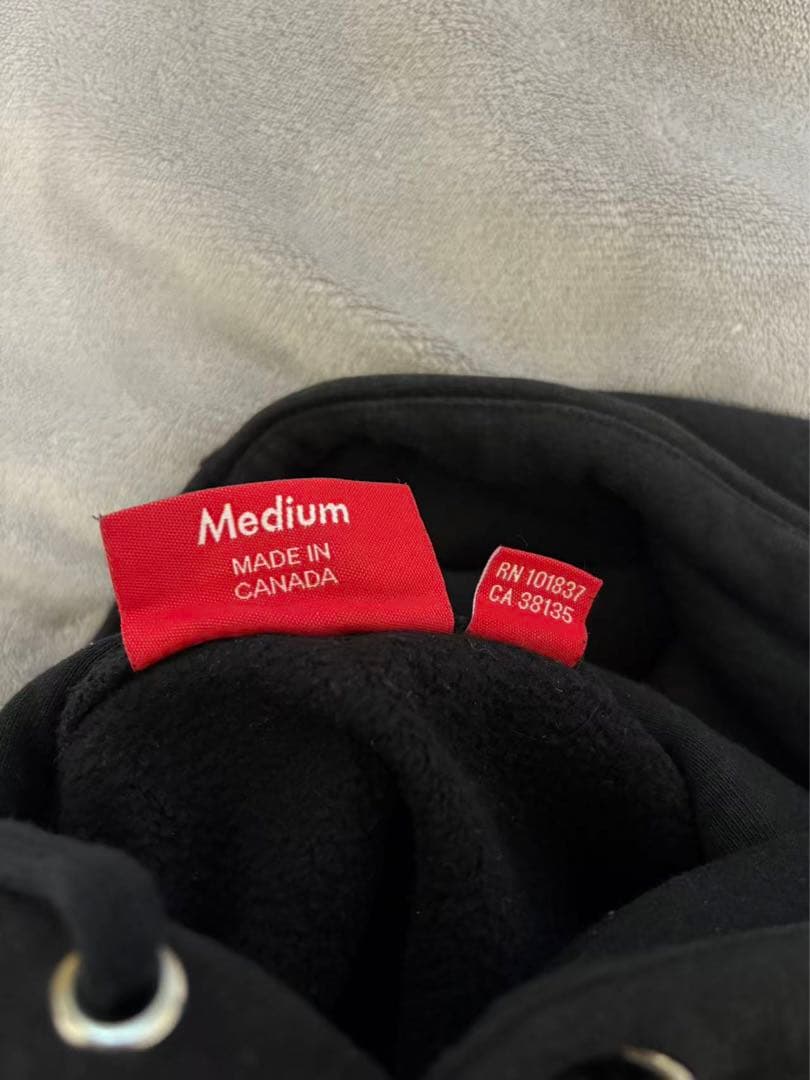 Medium
MADE IN
CANADA
RN 101837
CA 38135